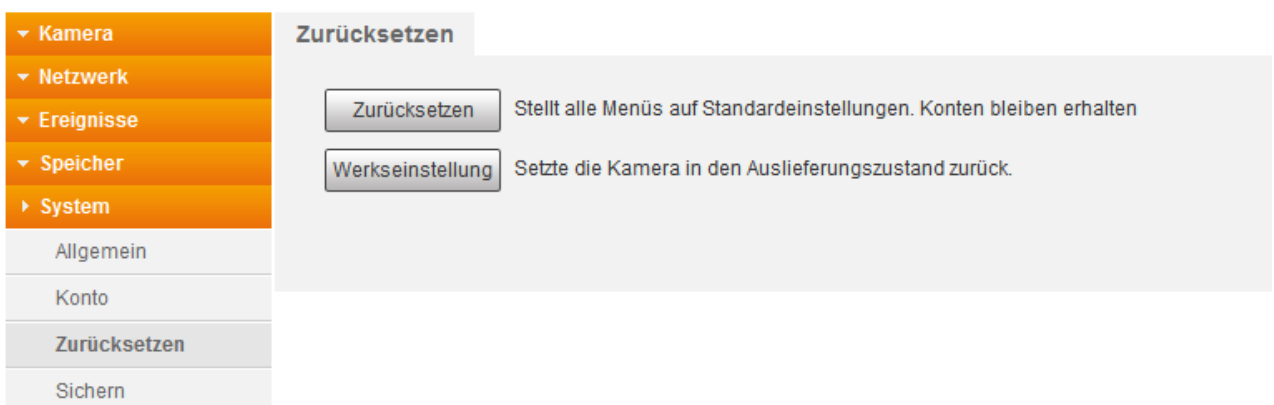 Kamera
Netzwerk
Ereignisse
Speicher
System
Allgemein
Konto
Zurücksetzen
Sichern
Zurücksetzen
Zurücksetzen Stellt alle Menüs auf Standardeinstellungen. Konten bleiben erhalten
Werkseinstellung Setzte die Kamera in den Auslieferungszustand zurück.